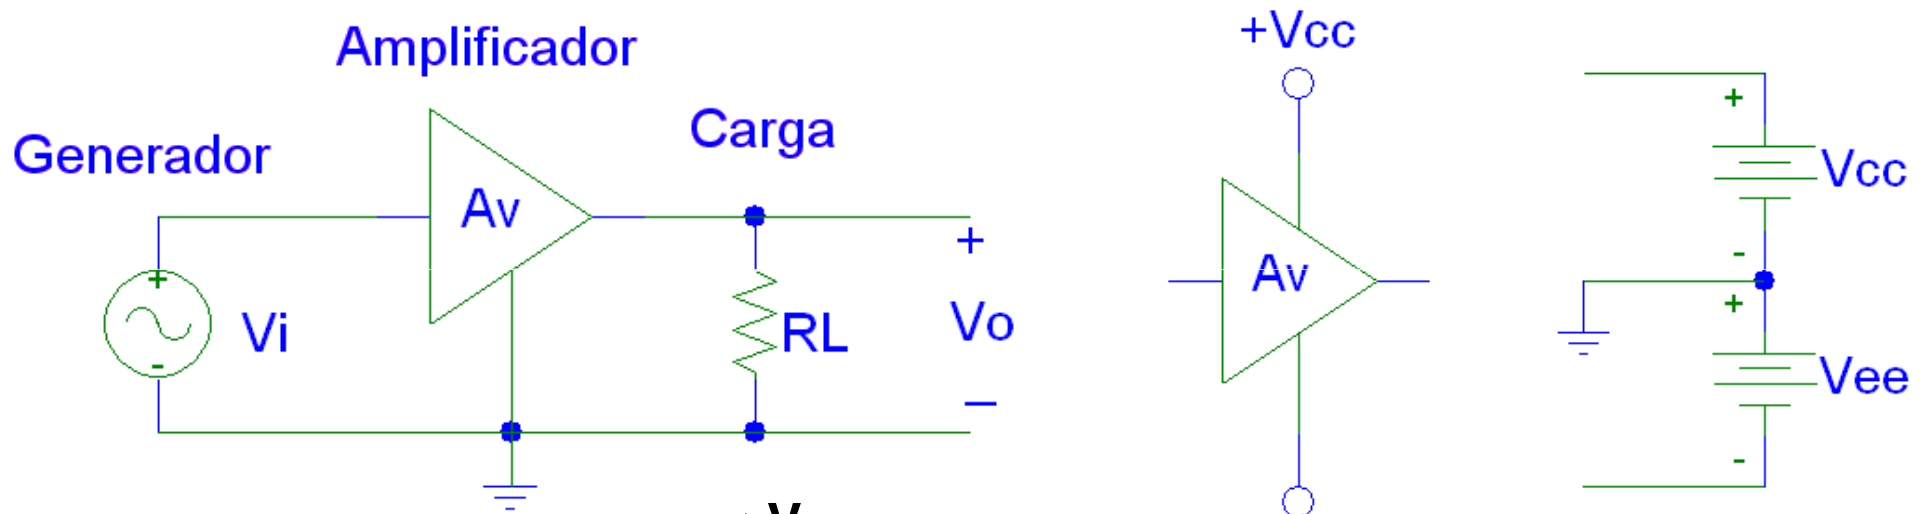 Amplificador
Generador
Carga
Av
+
-
Vi
RL
+
Vo
–
+Vcc
Av
+
Vcc
-
+
Vee
-